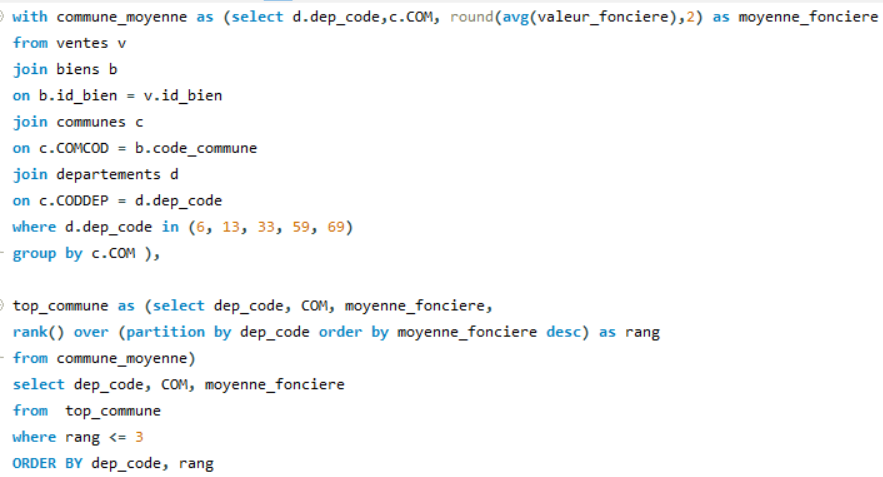 with commune_moyenne as (select d.dep_code,c.COM, round(avg(valeur_fonciere),2) as moyenne_fonciere
from ventes v
join biens b
on b.id_bien = v.id_bien
join communes c
on c.COMCOD = b.code_commune
join departements d
on c.CODDEP = d.dep_code
where d.dep_code in (6, 13, 33, 59, 69)
group by c.COM ),
top_commune as (select dep_code, COM, moyenne_fonciere,
rank() over (partition by dep_code order by moyenne_fonciere desc) as rang
from commune_moyenne)
select dep_code, COM, moyenne_fonciere
from  top_commune
where rang <= 3
ORDER BY dep_code, rang